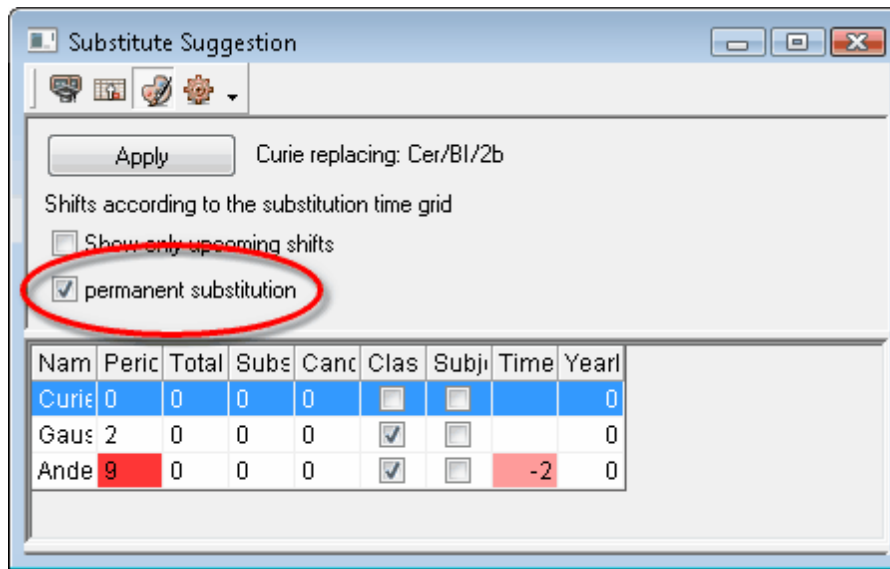 Substitute Suggestion
Apply Curie replacing: Cer/BI/2b
Shifts according to the substitution time grid
Show only upcoming shifts
permanent substitution
Nam Peric Total Subs Canc Clas Subj Time Yearl
Curie 0 0 0 0 0
Gaus 2 0 0 0 0
Ande 9 0 0 0 -2 0